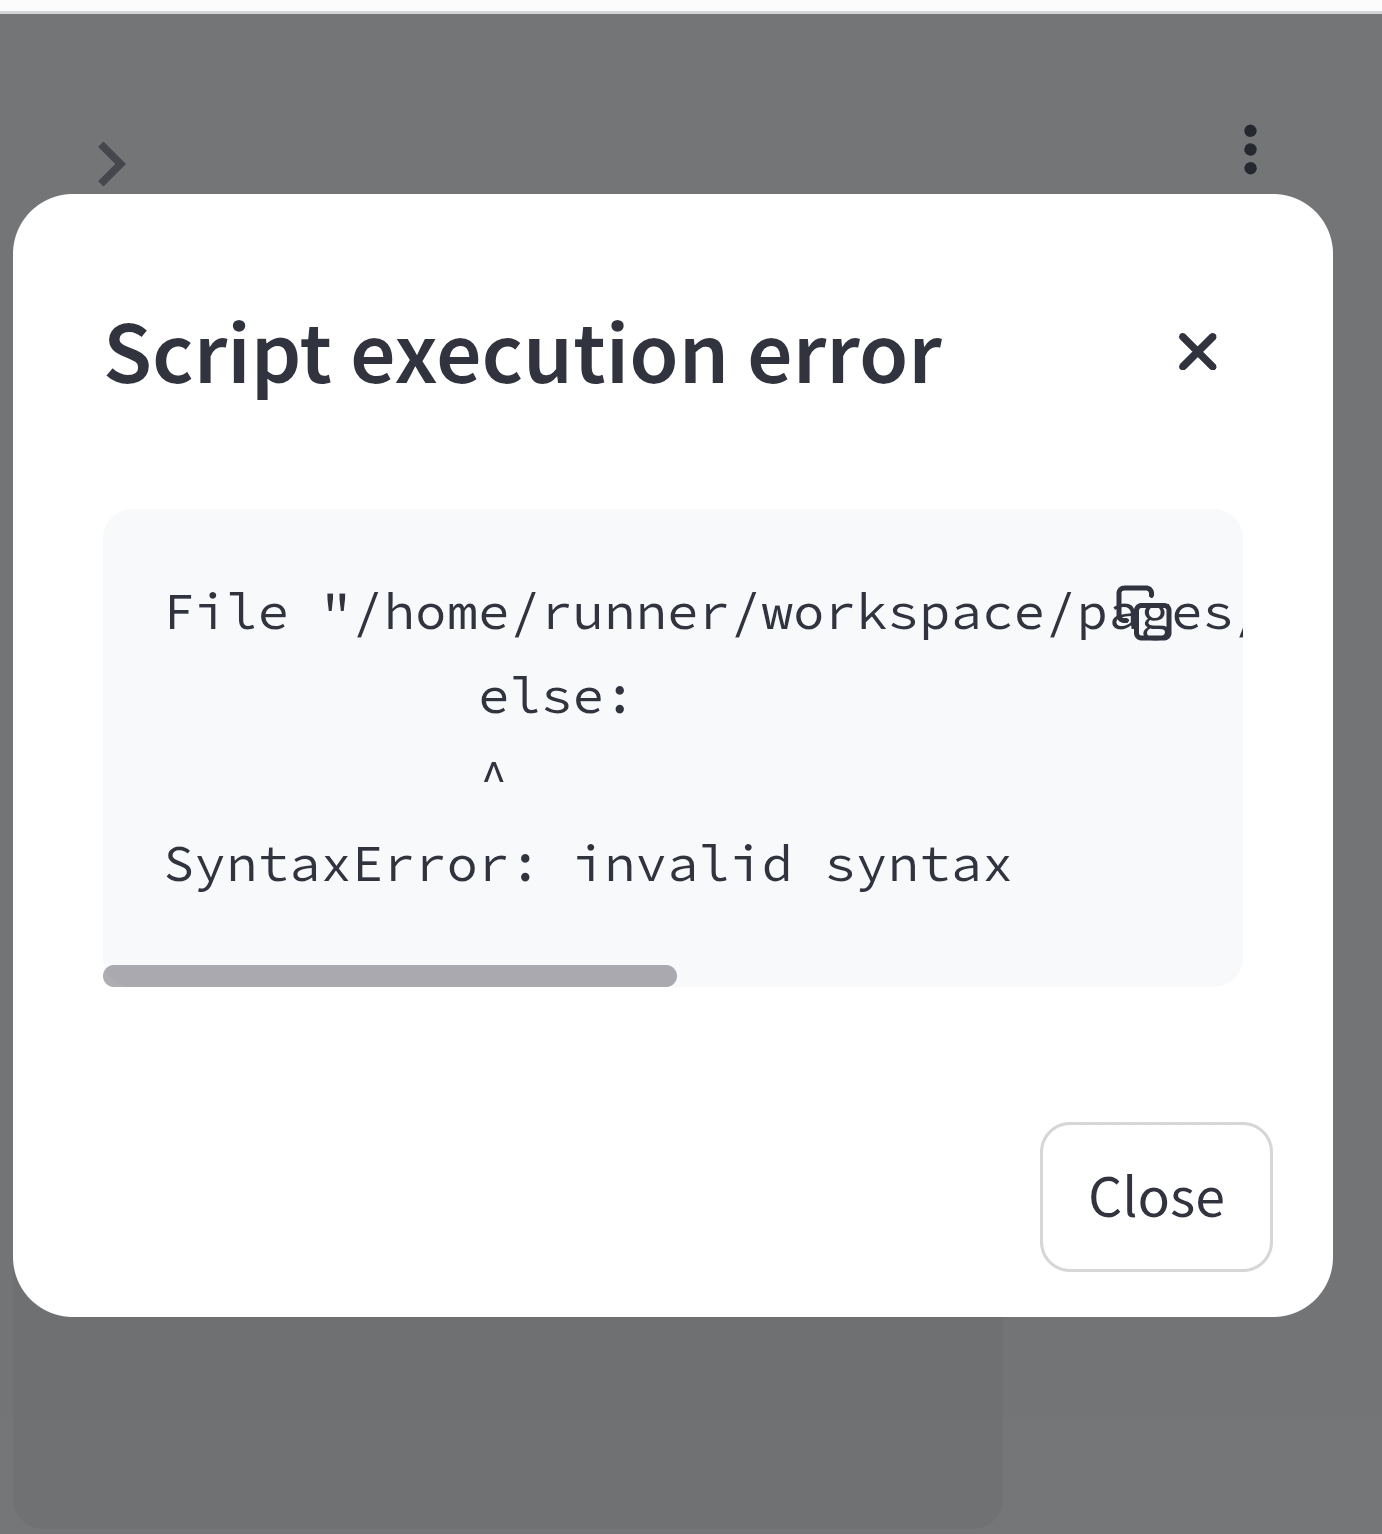 Script execution error
File "/home/runner/workspace/pages/
else:
^
SyntaxError: invalid syntax
Close